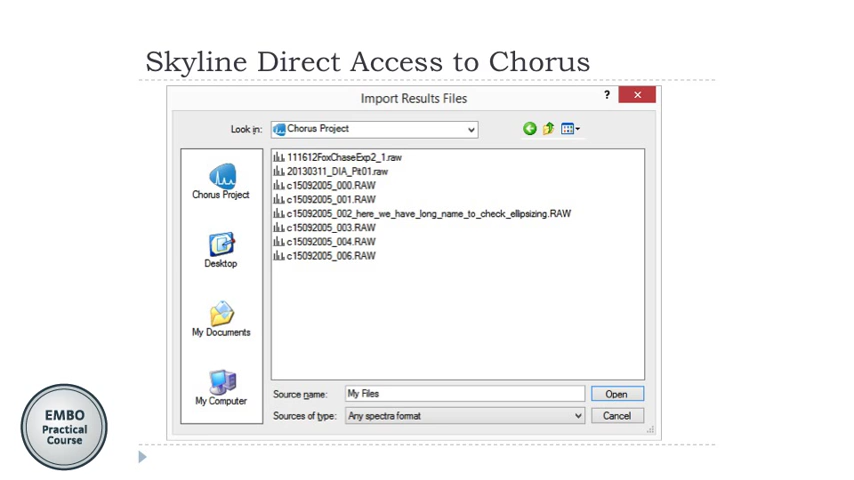 Skyline Direct Access to Chorus
Import Results Files
?
Look in:
Chorus Project
Chorus Project
Desktop
My Documents
My Computer
111612FoxChaseExp2_1.raw
20130311_DIA_Pit01.raw
c15092005_000.RAW
c15092005_001.RAW
c15092005_002_here_we_have_long_name_to_check_ellipsizing.RAW
c15092005_003.RAW
c15092005_004.RAW
c15092005_006.RAW
Source name:
My Files
Open
Sources of type:
Any spectra format
Cancel
EMBO
Practical
Course